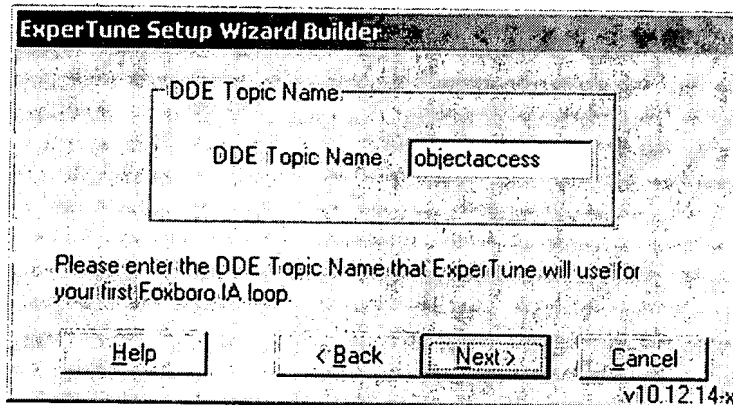 ExperTune Setup Wizard Builder
DDE Topic Name
DDE Topic Name: objectaccess
Please enter the DDE Topic Name that ExperTune will use for
your first Foxboro IA loop.
Help < Back Next > Cancel
v10.12.14-x